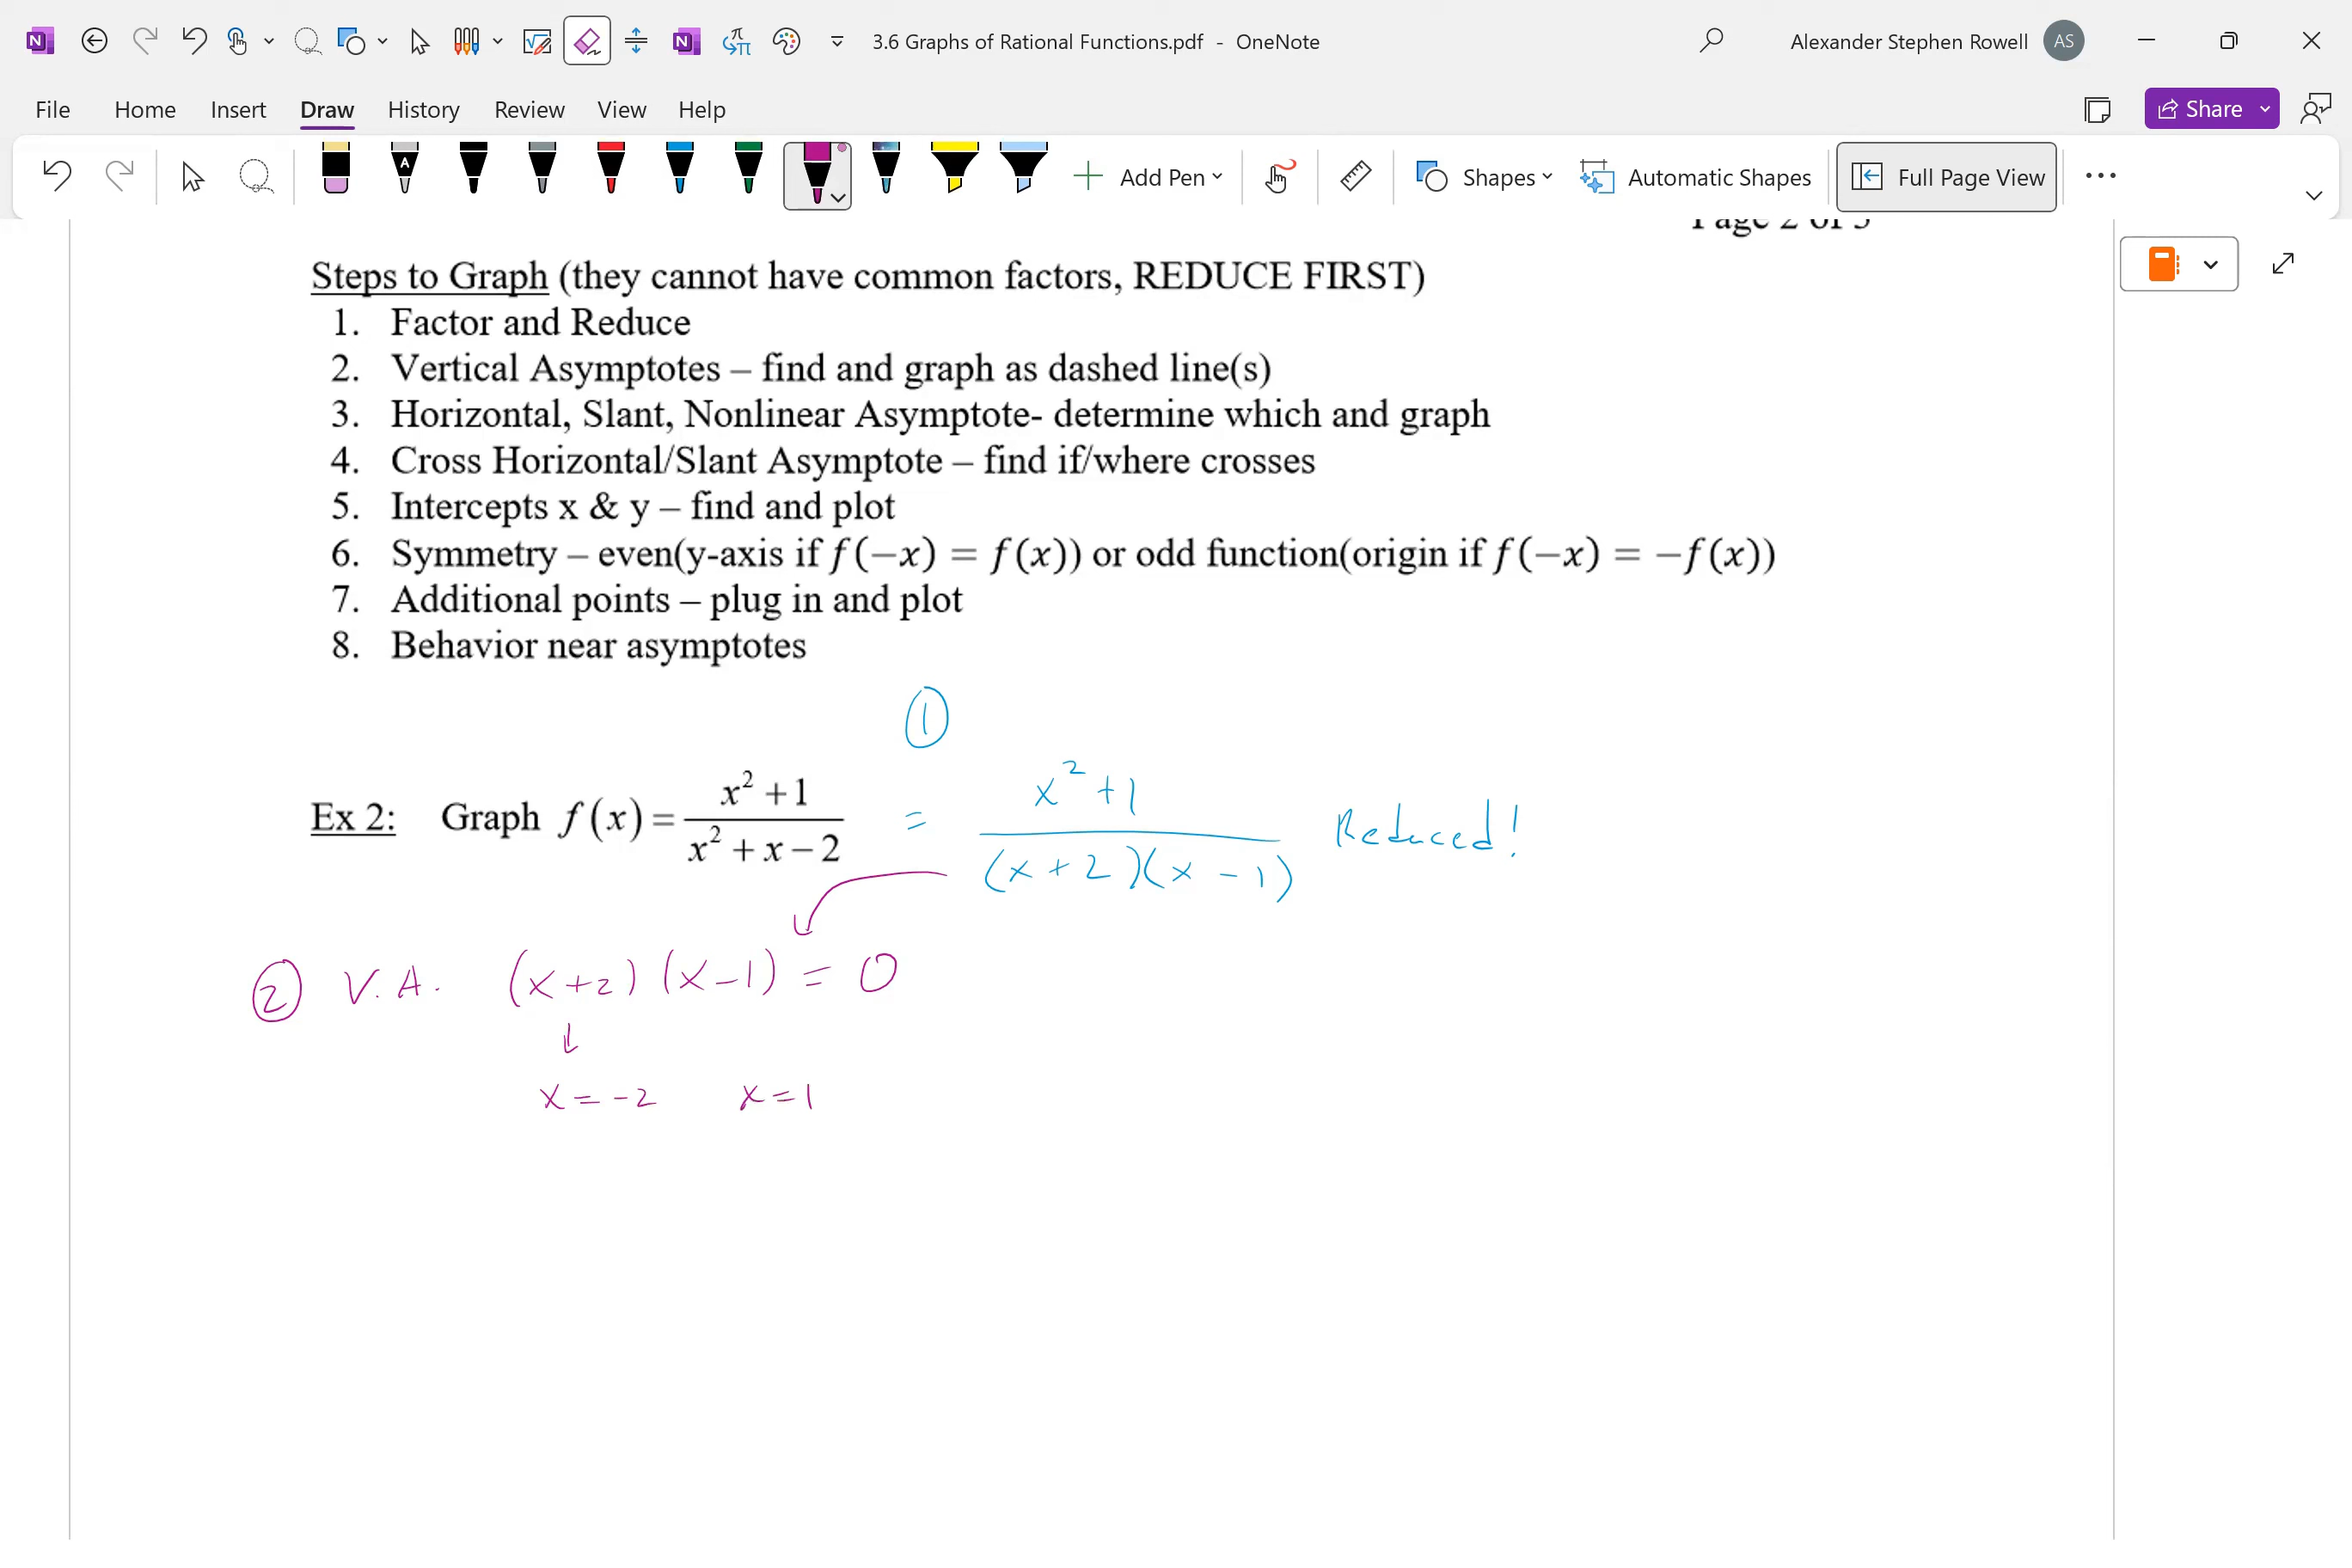 3.6 Graphs of Rational Functions.pdf - OneNote
Alexander Stephen Rowell AS
File Home Insert Draw History Review View Help Share
Add Pen Shapes Automatic Shapes Full Page View
Page 2 of 5
Steps to Graph (they cannot have common factors, REDUCE FIRST)
1. Factor and Reduce
2. Vertical Asymptotes – find and graph as dashed line(s)
3. Horizontal, Slant, Nonlinear Asymptote- determine which and graph
4. Cross Horizontal/Slant Asymptote – find if/where crosses
5. Intercepts x & y – find and plot
6. Symmetry – even(y-axis if f(−x) = f(x)) or odd function(origin if f(−x) = −f(x))
7. Additional points – plug in and plot
8. Behavior near asymptotes
①
Ex 2: Graph f(x) = (x² + 1)/(x² + x − 2) = (x² + 1)/((x + 2)(x − 1)) Reduced!
② V.A. (x+2)(x-1) = 0
↓
x = -2 x = 1